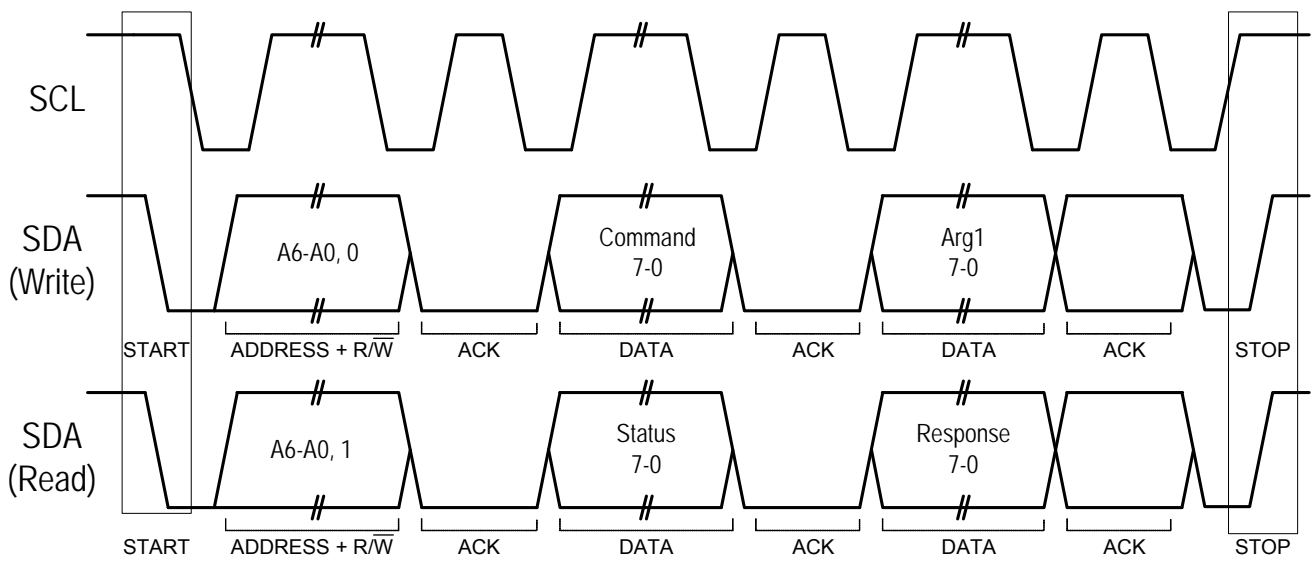 SCL
SDA
(Write)
A6-A0, 0
Command
7-0
Arg1
7-0
START
ADDRESS + R/W̅
ACK
DATA
ACK
DATA
ACK
STOP
SDA
(Read)
A6-A0, 1
Status
7-0
Response
7-0
START
ADDRESS + R/W̅
ACK
DATA
ACK
DATA
ACK
STOP